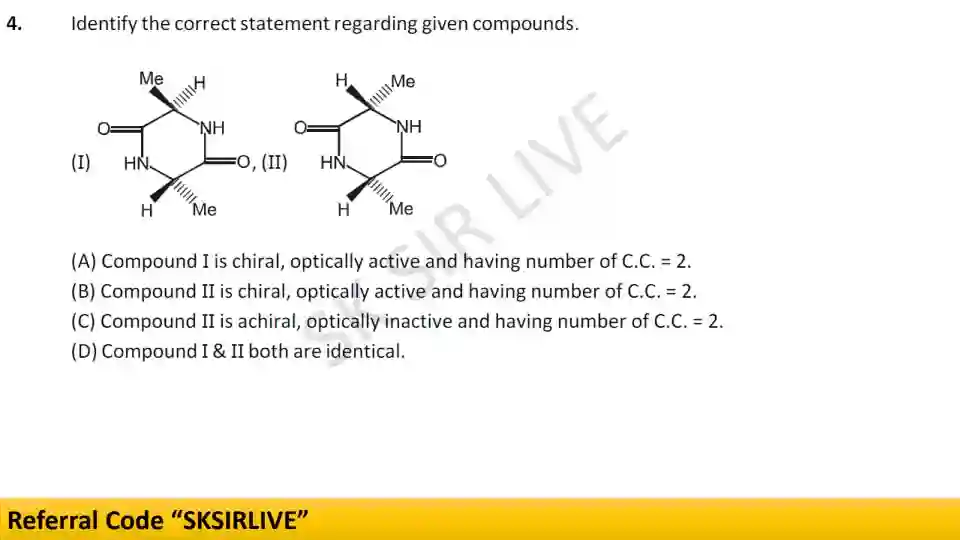 4. Identify the correct statement regarding given compounds.
Me H H Me
O NH O NH
(I) HN O, (II) HN O
H Me H Me
(A) Compound I is chiral, optically active and having number of C.C. = 2.
(B) Compound II is chiral, optically active and having number of C.C. = 2.
(C) Compound II is achiral, optically inactive and having number of C.C. = 2.
(D) Compound I & II both are identical.
SK SIR LIVE
Referral Code “SKSIRLIVE”